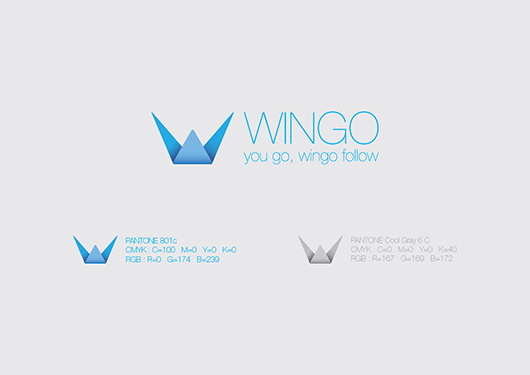 WINGO
you go, wingo follow
PANTONE 801c
CMYK : C=100 M=0 Y=0 K=0
RGB : R=0 G=174 B=239
PANTONE Cool Gray 6 C
CMYK : C=0 M=0 Y=0 K=40
RGB : R=167 G=169 B=172